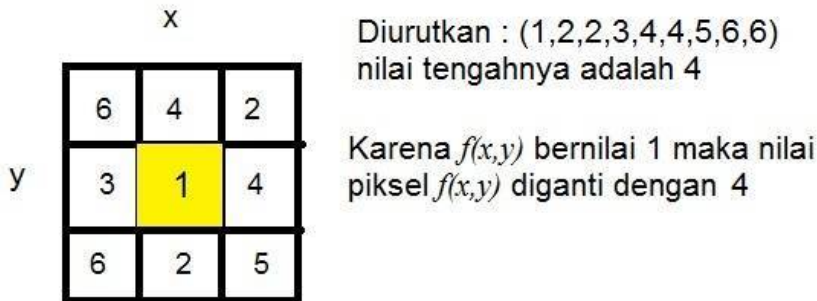 x
Diurutkan : (1,2,2,3,4,4,5,6,6)
nilai tengahnya adalah 4
6 4 2
Karena f(x,y) bernilai 1 maka nilai
y 3 1 4
piksel f(x,y) diganti dengan 4
6 2 5